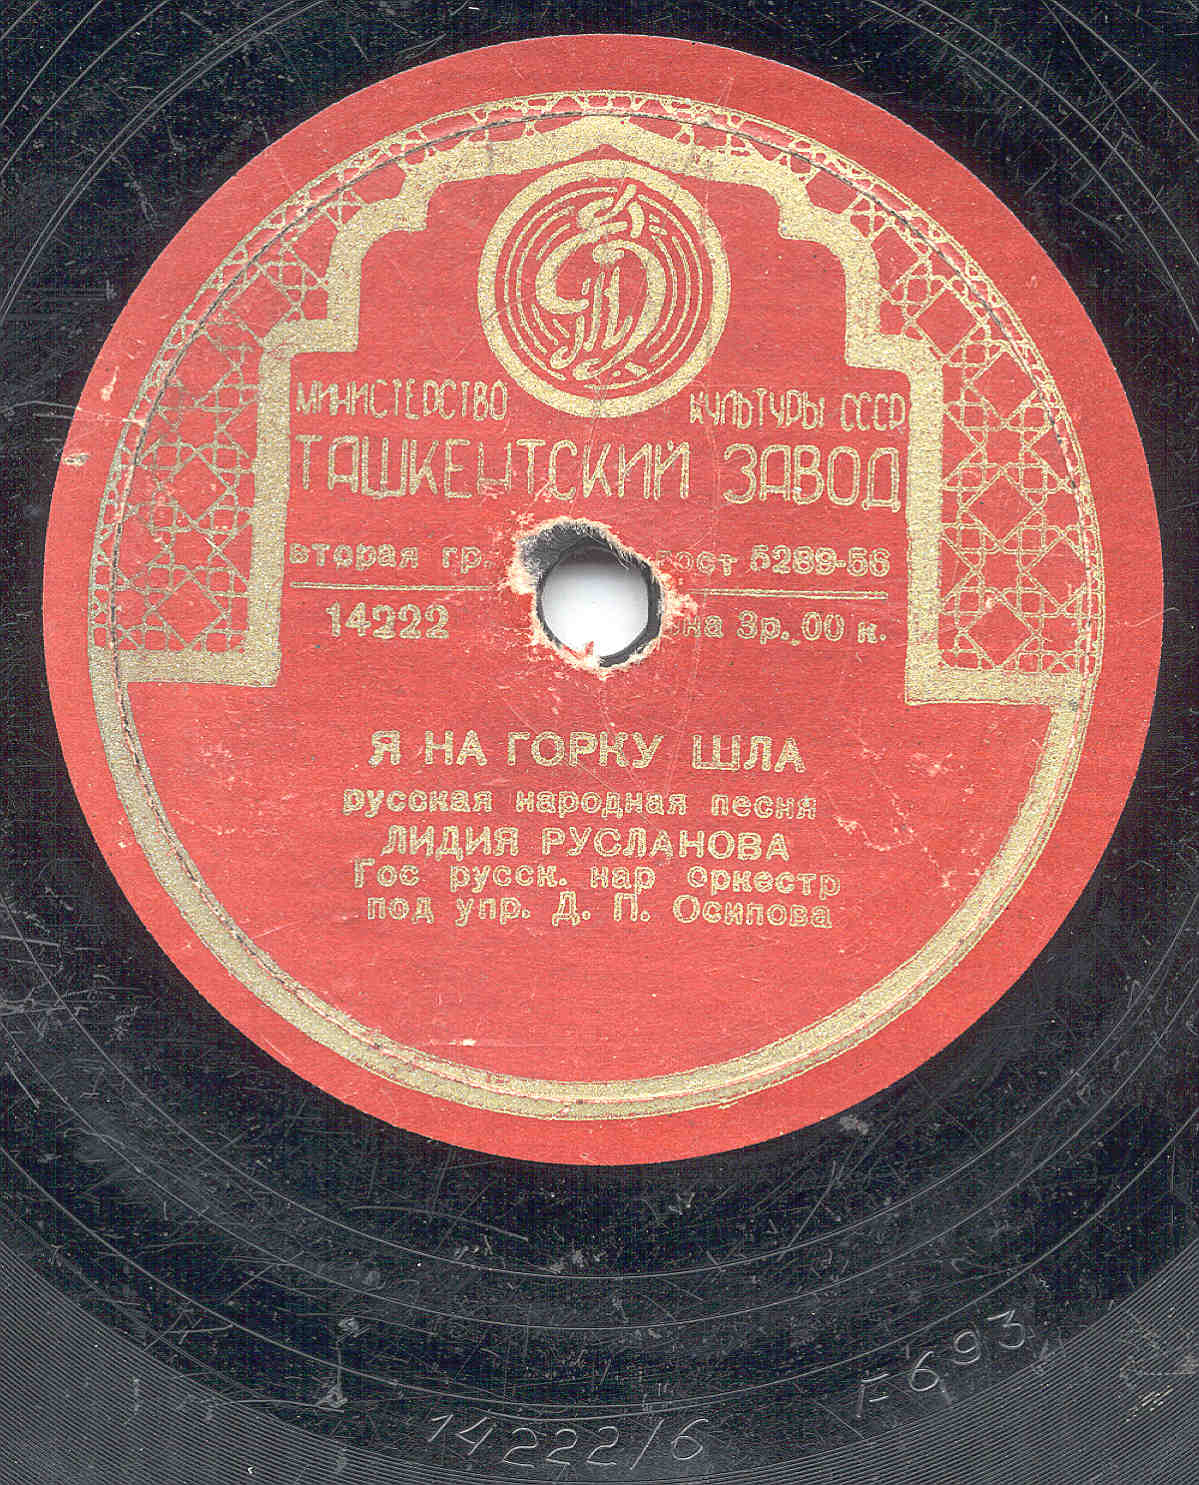 МИНИСТЕРСТВО КУЛЬТУРЫ СССР
ТАШКЕНТСКИЙ ЗАВОД
вторая гр. ГОСТ 5289-56
14222 3р., 00 к.
Я НА ГОРКУ ШЛА
русская народная песня
ЛИДИЯ РУСЛАНОВА
Гос русск. нар оркестр
под упр. Д. П. Осипова
F693
14222/6